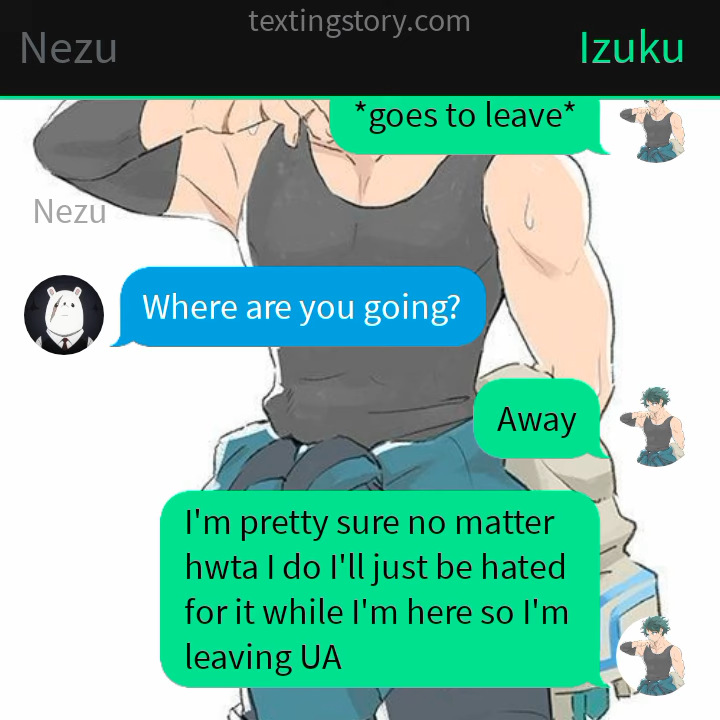 textingstory.com
Nezu
Izuku
*goes to leave*
Nezu
Where are you going?
Away
I'm pretty sure no matter
hwta I do I'll just be hated
for it while I'm here so I'm
leaving UA